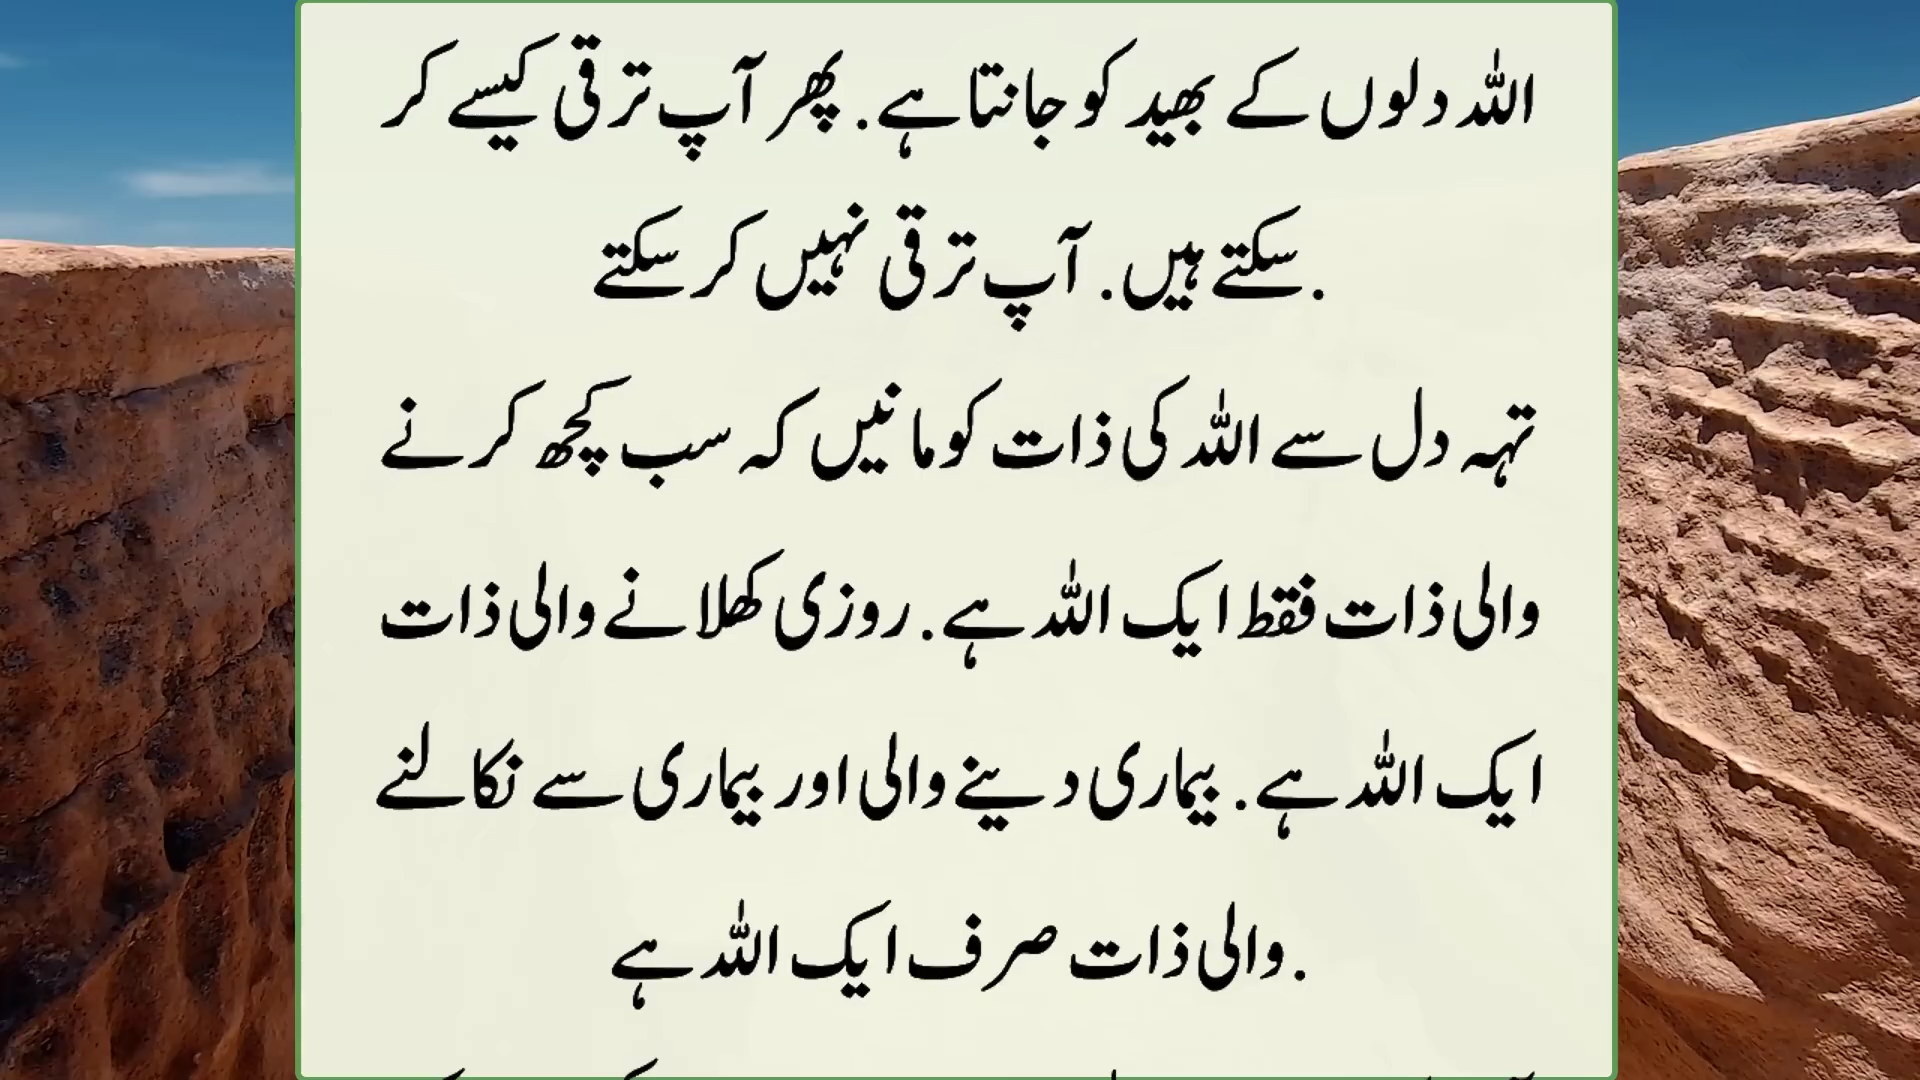 اللہ دلوں کے بھید کو جانتا ہے. پھر آپ ترقی کیسے کر
سکتے ہیں. آپ ترقی نہیں کر سکتے.
تہہ دل سے اللہ کی ذات کو مانیں کہ سب کچھ کرنے
والی ذات فقط ایک اللہ ہے. روزی کھلانے والی ذات
ایک اللہ ہے. بیماری دینے والی اور بیماری سے نکالنے
والی ذات صرف ایک اللہ ہے.